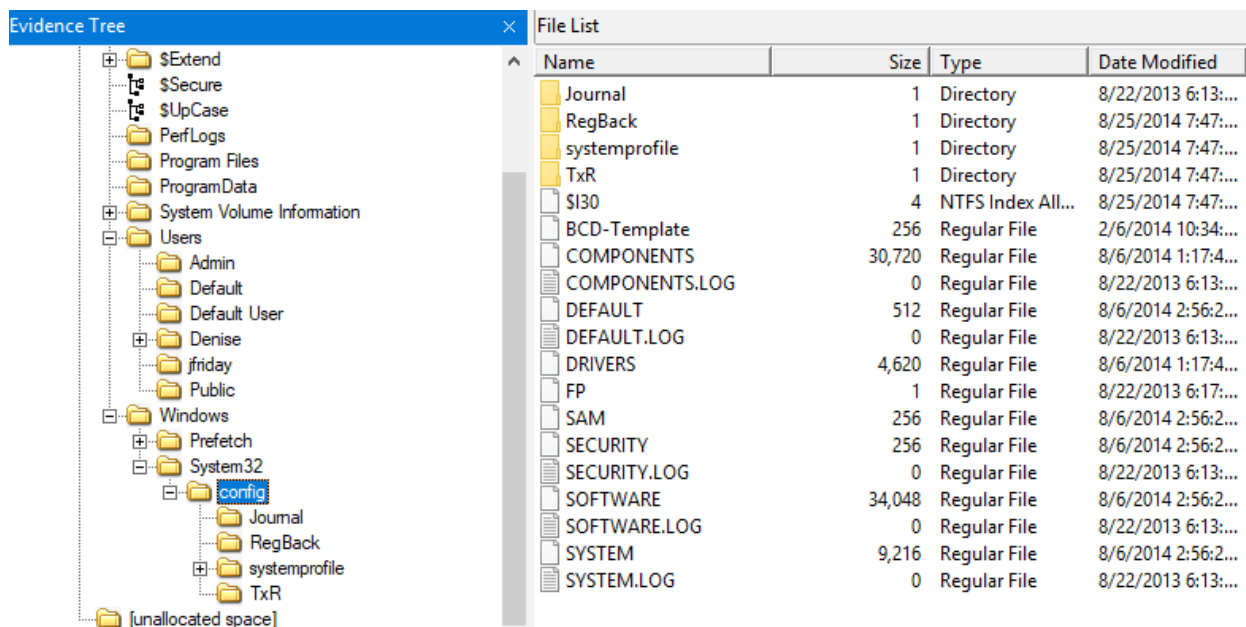 Evidence Tree
$Extend
$Secure
$UpCase
PerfLogs
Program Files
ProgramData
System Volume Information
Users
Admin
Default
Default User
Denise
jfriday
Public
Windows
Prefetch
System32
config
Journal
RegBack
systemprofile
TxR
[unallocated space]
File List
Name Size Type Date Modified
Journal 1 Directory 8/22/2013 6:13:...
RegBack 1 Directory 8/25/2014 7:47:...
systemprofile 1 Directory 8/25/2014 7:47:...
TxR 1 Directory 8/25/2014 7:47:...
$I30 4 NTFS Index All... 8/25/2014 7:47:...
BCD-Template 256 Regular File 2/6/2014 10:34:...
COMPONENTS 30,720 Regular File 8/6/2014 1:17:4...
COMPONENTS.LOG 0 Regular File 8/22/2013 6:13:...
DEFAULT 512 Regular File 8/6/2014 2:56:2...
DEFAULT.LOG 0 Regular File 8/22/2013 6:13:...
DRIVERS 4,620 Regular File 8/6/2014 1:17:4...
FP 1 Regular File 8/22/2013 6:17:...
SAM 256 Regular File 8/6/2014 2:56:2...
SECURITY 256 Regular File 8/6/2014 2:56:2...
SECURITY.LOG 0 Regular File 8/22/2013 6:13:...
SOFTWARE 34,048 Regular File 8/6/2014 2:56:2...
SOFTWARE.LOG 0 Regular File 8/22/2013 6:13:...
SYSTEM 9,216 Regular File 8/6/2014 2:56:2...
SYSTEM.LOG 0 Regular File 8/22/2013 6:13:...